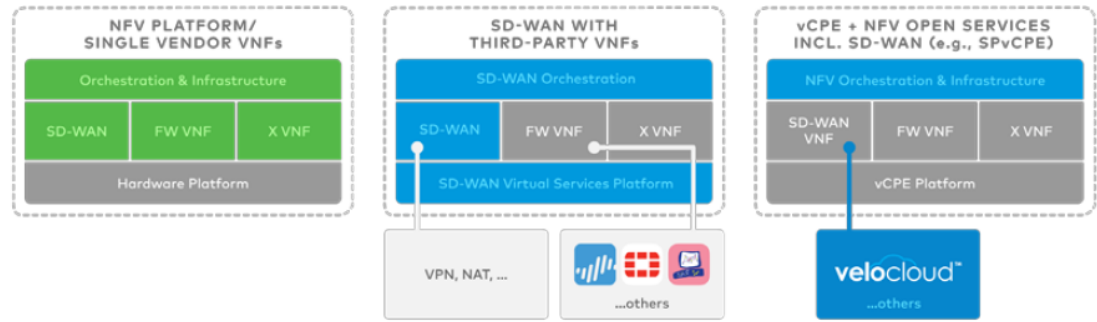 NFV PLATFORM/
SINGLE VENDOR VNFs
Orchestration & Infrastructure
SD-WAN
FW VNF
X VNF
Hardware Platform
SD-WAN WITH
THIRD-PARTY VNFs
SD-WAN Orchestration
SD-WAN
FW VNF
X VNF
SD-WAN Virtual Services Platform
VPN, NAT, ...
...others
vCPE + NFV OPEN SERVICES
INCL. SD-WAN (e.g., SPvCPE)
NFV Orchestration & Infrastructure
SD-WAN
VNF
FW VNF
X VNF
vCPE Platform
velocloud™
...others